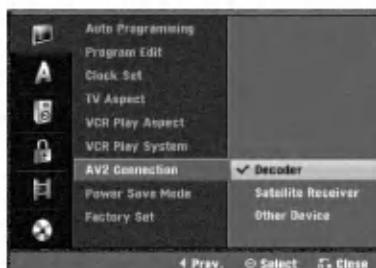 Auto Programming
Program Edit
Clock Set
TV Aspect
VCR Play Aspect
VCR Play System
AV2 Connection ✓ Decoder
Power Save Mode Satellite Receiver
Factory Set Other Device
Prev. Select Close